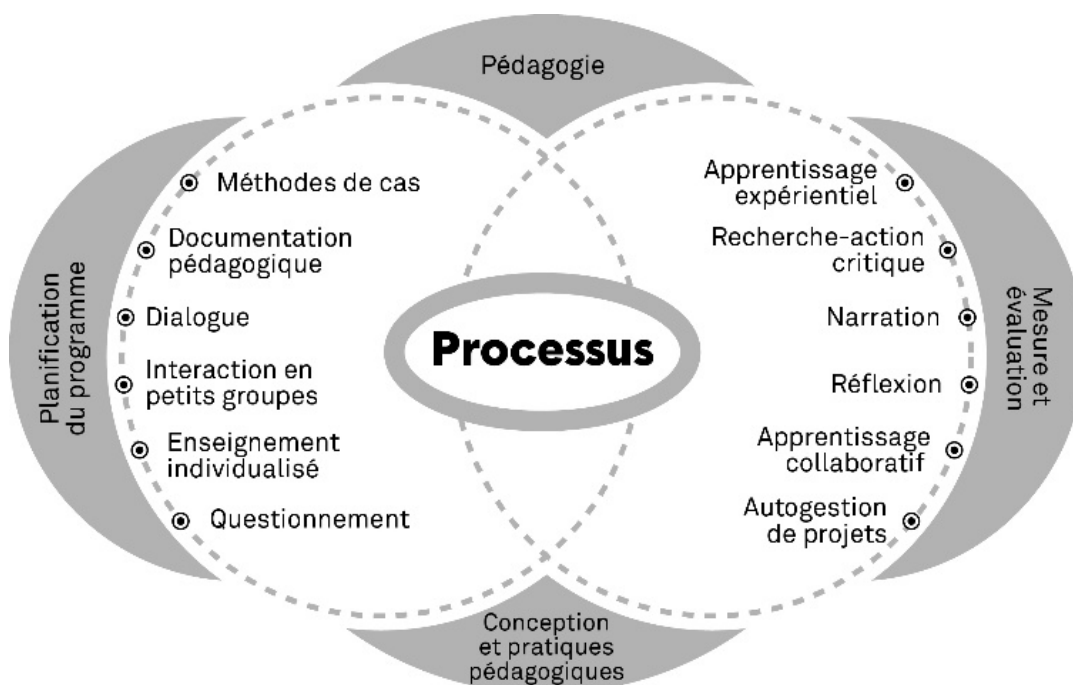 Pédagogie
Planification
du programme
Méthodes de cas
Documentation
pédagogique
Dialogue
Interaction en
petits groupes
Enseignement
individualisé
Questionnement
Processus
Apprentissage
expérientiel
Recherche-action
critique
Narration
Réflexion
Apprentissage
collaboratif
Autogestion
de projets
Mesure et
évaluation
Conception
et pratiques
pédagogiques